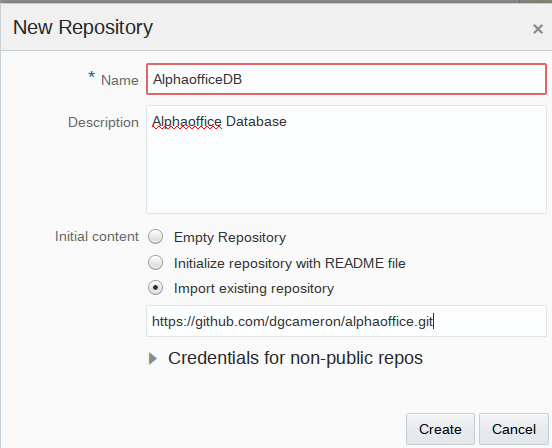 New Repository ×
* Name AlphaofficeDB
Description Alphaoffice Database
Initial content Empty Repository
Initialize repository with README file
Import existing repository
https://github.com/dgcameron/alphaoffice.git
Credentials for non-public repos
Create Cancel